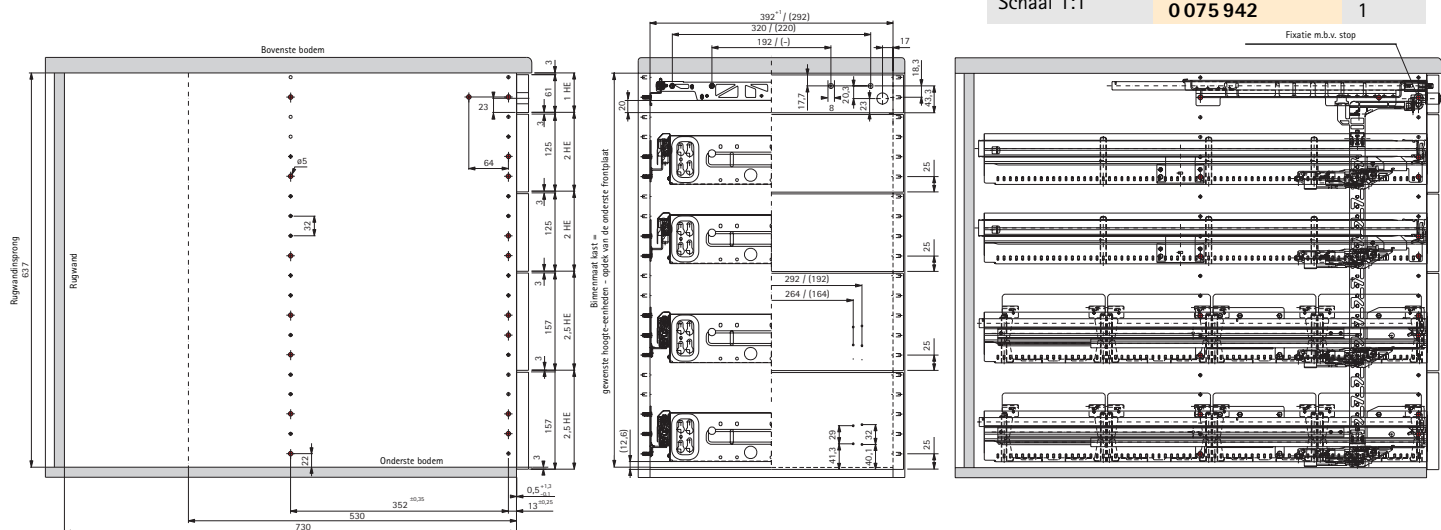 Schaal 1:1
0 075 942
1
Bovenste bodem
Rugwandinsprong
637
Rugwand
ø5
32
22
Onderste bodem
23
64
3
61
1 HE
3
125
2 HE
3
125
2 HE
3
157
2,5 HE
3
157
2,5 HE
3
0,5 +1,3 -0,1
352 ±0,35
13 ±0,25
530
730
392+1 / (292)
320 / (220)
192 / (-)
17
18,3
43,3
20
17,7
8
20,3
23
25
25
Binnenmaat kast =
gewenste hoogte-eenheden - opdek van de onderste frontplaat
292 / (192)
264 / (164)
25
(12,6)
29
32
41,3
40,1
25
Fixatie m.b.v. stop